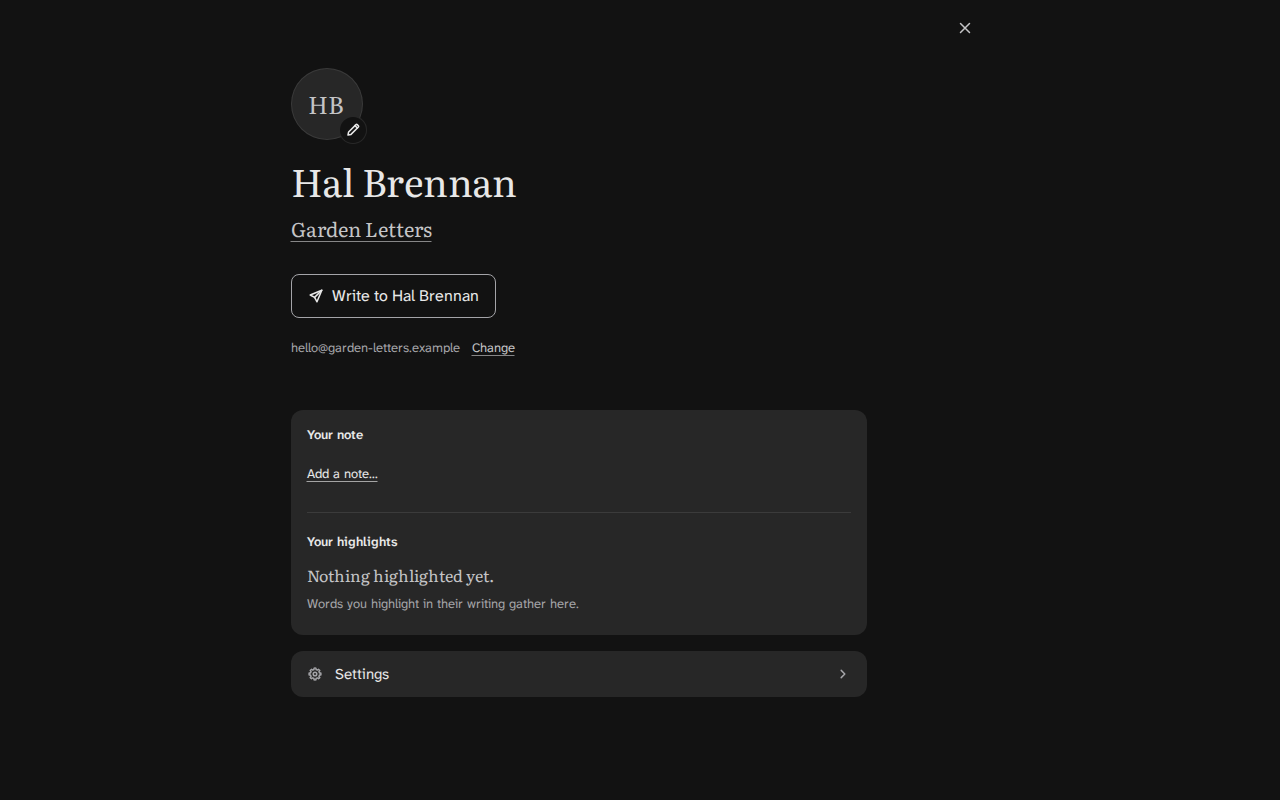 HB
Hal Brennan
Garden Letters
Write to Hal Brennan
hello@garden-letters.example Change
Your note
Add a note...
Your highlights
Nothing highlighted yet.
Words you highlight in their writing gather here.
Settings